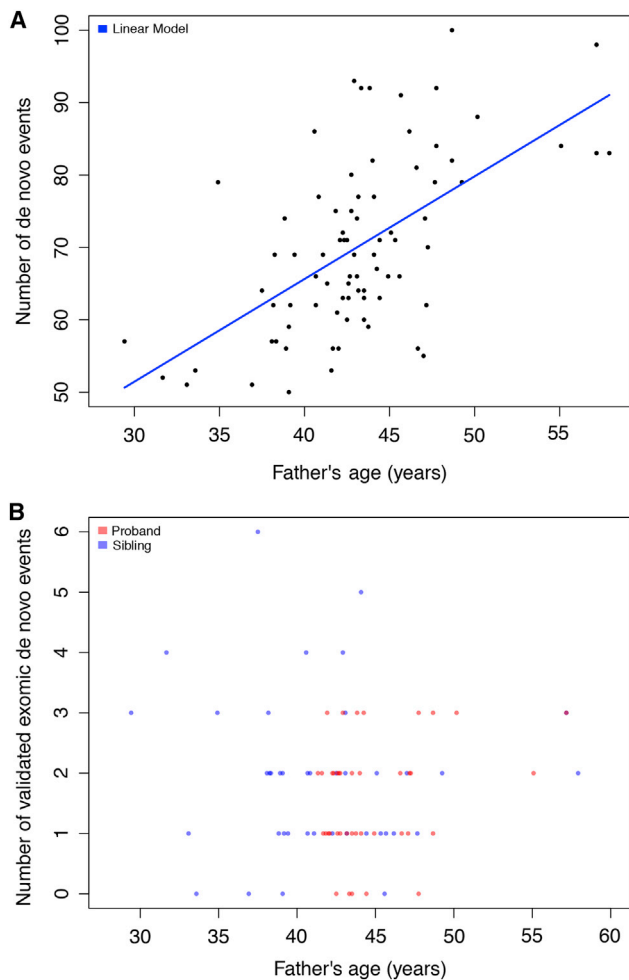 A
Linear Model
Number of de novo events
100
90
80
70
60
50
30
35
40
45
50
55
Father's age (years)
B
Proband
Sibling
Number of validated exomic de novo events
6
5
4
3
2
1
0
30
35
40
45
50
55
60
Father's age (years)